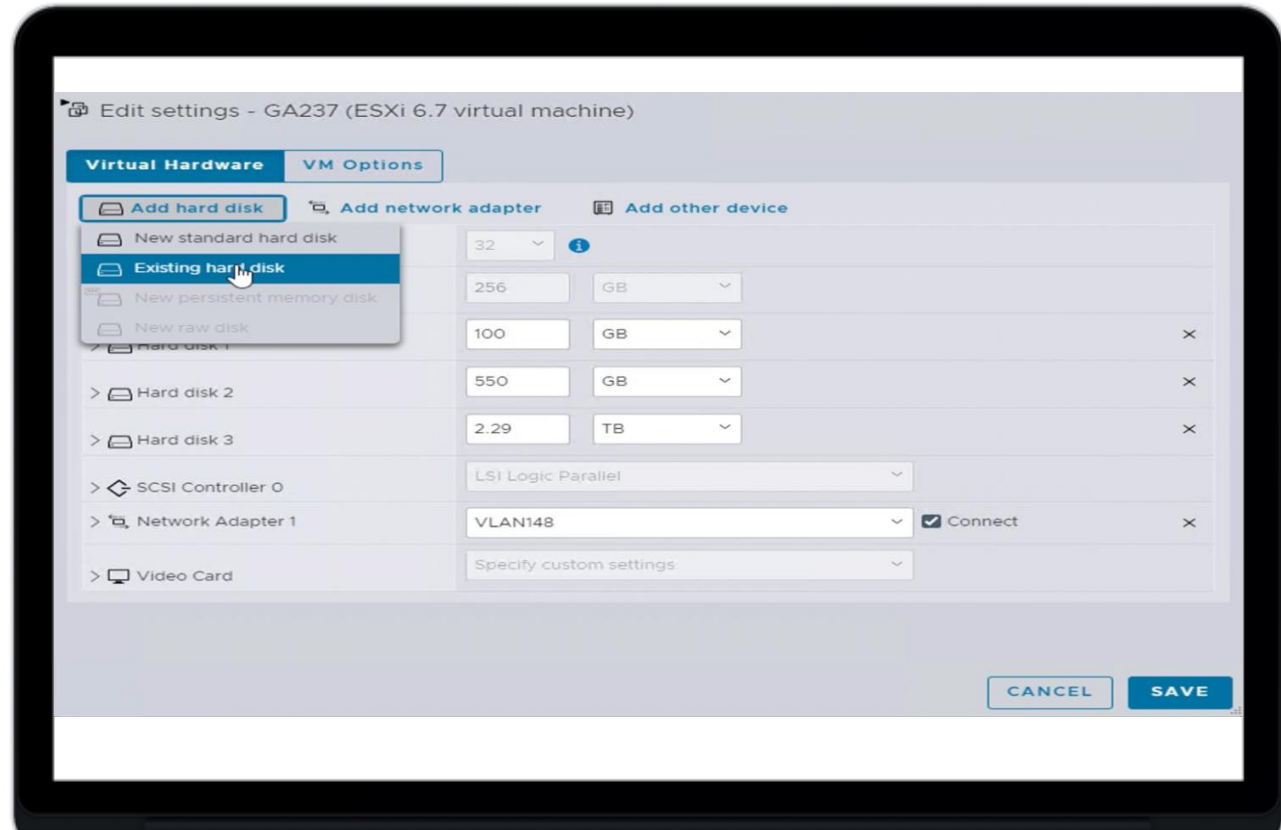 Edit settings - GA237 (ESXi 6.7 virtual machine)
Virtual Hardware VM Options
Add hard disk Add network adapter Add other device
New standard hard disk
32
Existing hard disk
256 GB
New persistent memory disk
New raw disk
Hard disk 1 100 GB
Hard disk 2 550 GB
Hard disk 3 2.29 TB
SCSI Controller 0 LSI Logic Parallel
Network Adapter 1 VLAN148 Connect
Video Card Specify custom settings
CANCEL SAVE